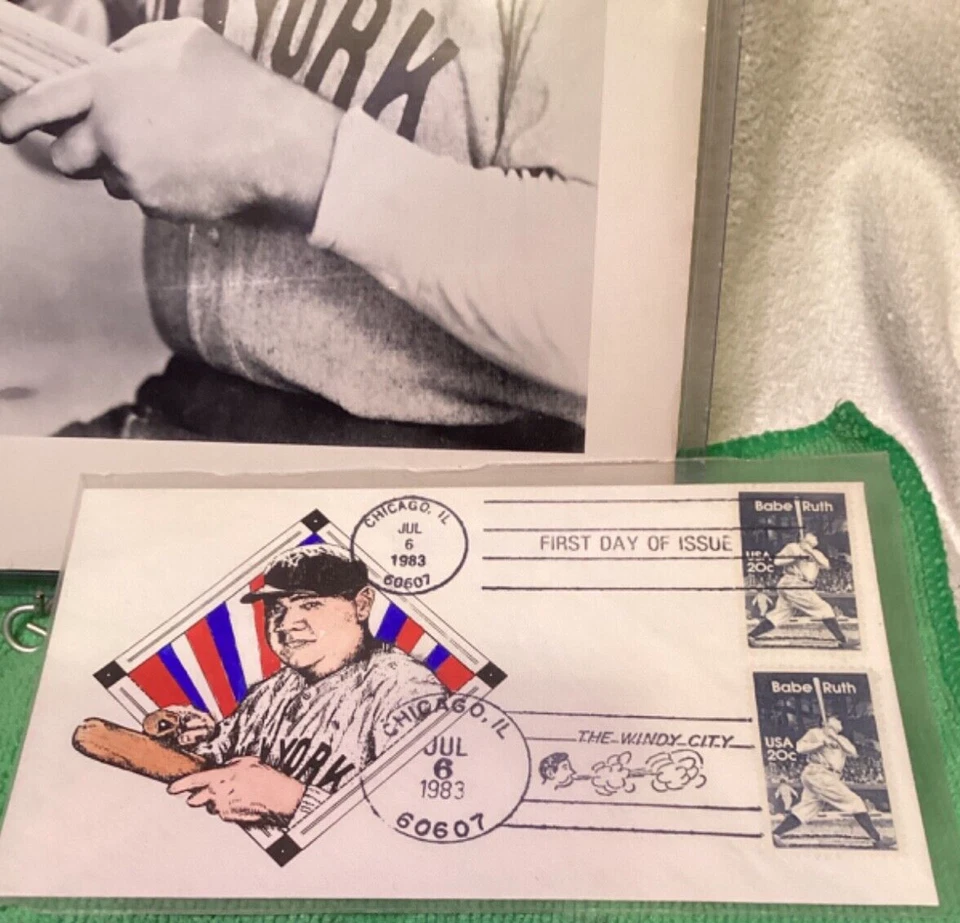 YORK
CHICAGO, IL
JUL
6
1983
60607
FIRST DAY OF ISSUE
Babe Ruth
USA
20c
W YORK
CHICAGO, IL
JUL
6
1983
60607
THE WINDY CITY
Babe Ruth
USA
20c